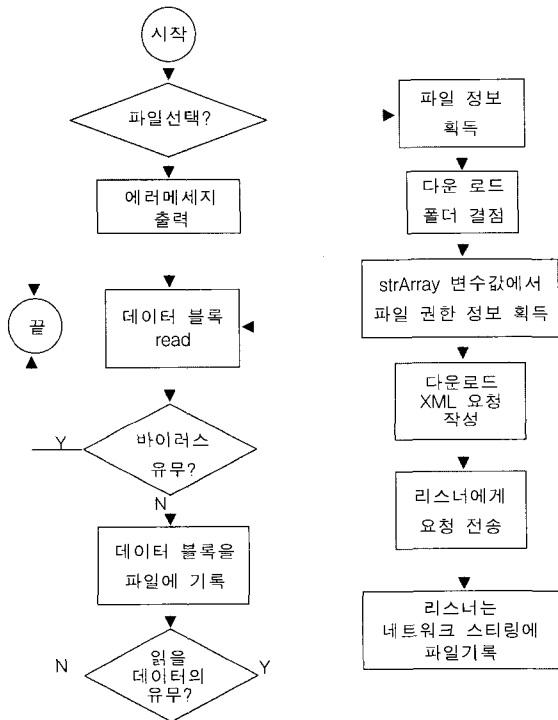 시작
파일선택?
에러메세지
출력
끝
데이터 블록
read
Y
바이러스
유무?
N
데이터 블록을
파일에 기록
N
읽을
데이터의
유무?
Y
파일 정보
획득
다운 로드
폴더 결점
strArray 변수값에서
파일 권한 정보 획득
다운로드
XML 요청
작성
리스너에게
요청 전송
리스너는
네트워크 스티링에
파일기록